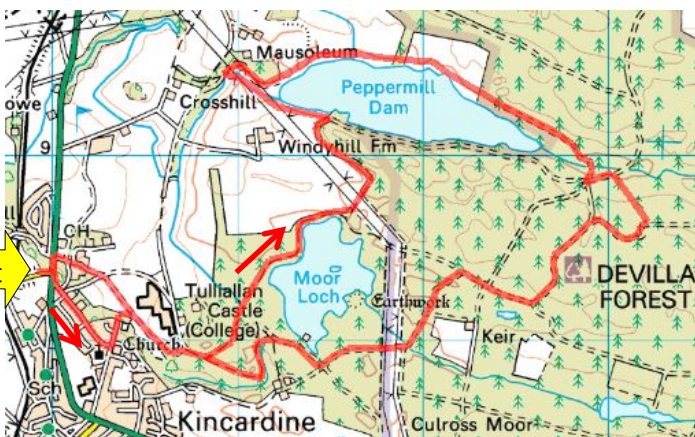 Mausoleum
owe
Crosshill
Peppermill
Dam
9
Windyhill Fm
CH
Tulliallan
Castle
(College)
Moor
Loch
Earthwork
DEVILLA
FOREST
Church
Keir
Sch
Kincardine
Culross Moor